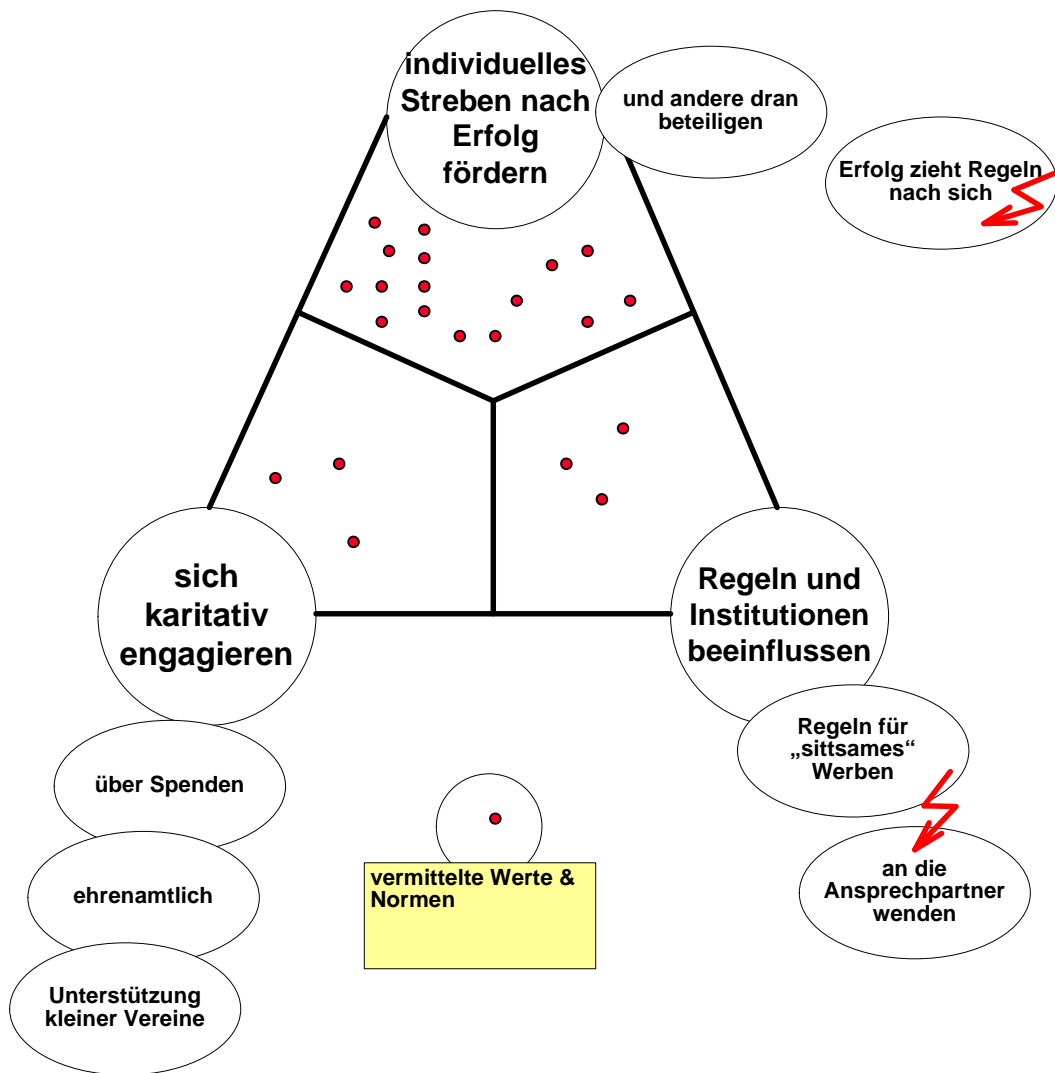 individuelles
Streben nach
Erfolg
fördern
und andere dran
beteiligen
Erfolg zieht Regeln
nach sich
sich
karitativ
engagieren
Regeln und
Institutionen
beeinflussen
Regeln für
„sittsames“
Werben
über Spenden
an die
Ansprechpartner
wenden
vermittelte Werte &
Normen
ehrenamtlich
Unterstützung
kleiner Vereine